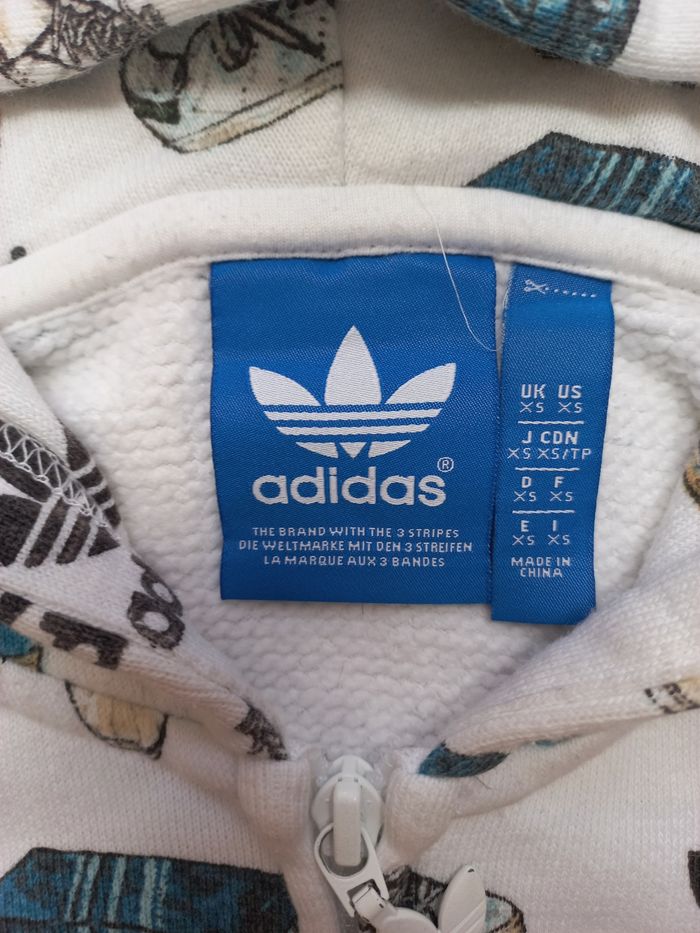 adidas®
THE BRAND WITH THE 3 STRIPES
DIE WELTMARKE MIT DEN 3 STREIFEN
LA MARQUE AUX 3 BANDES
UK US
XS XS
J CDN
XS XS/TP
D F
XS XS
E I
XS XS
MADE IN
CHINA